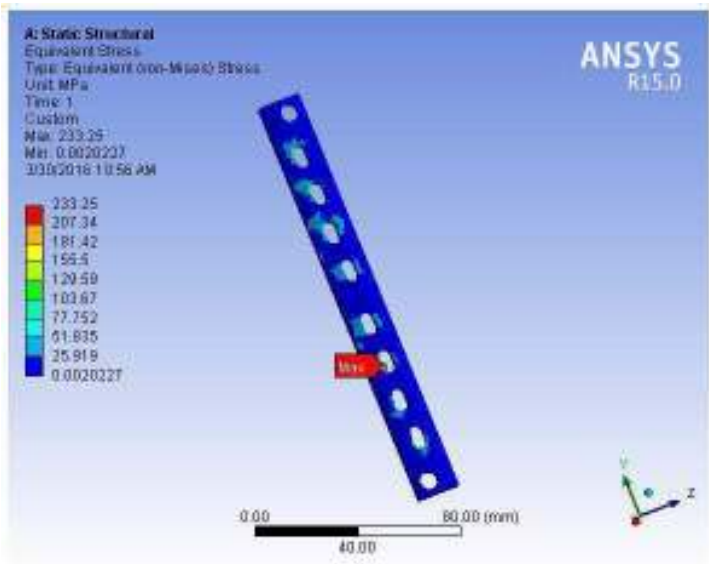 A: Static Structural
Equivalent Stress
Type: Equivalent (von-Mises) Stress
Unit: MPa
Time: 1
Custom
Max: 233.25
Min: 0.0020227
3/30/2016 10:56 AM
ANSYS
R15.0
233.25
207.34
181.42
155.5
129.59
103.67
77.752
51.835
25.919
0.0020227
Max
0.00
80.00 (mm)
40.00
Y
Z